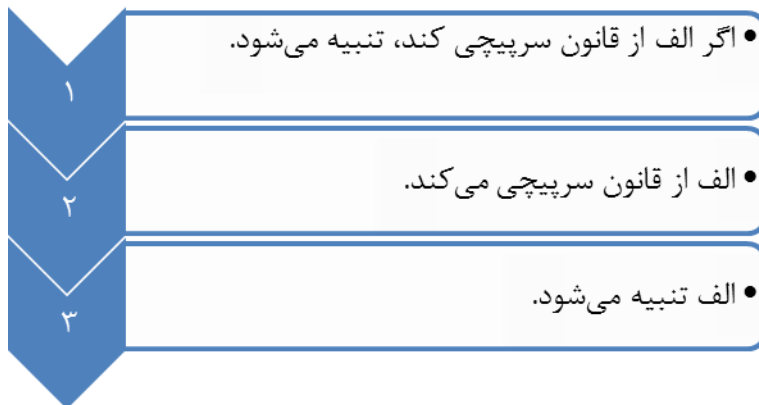 • اگر الف از قانون سرپیچی کند، تنبیه می‌شود.
۱
• الف از قانون سرپیچی می‌کند.
۲
• الف تنبیه می‌شود.
۳